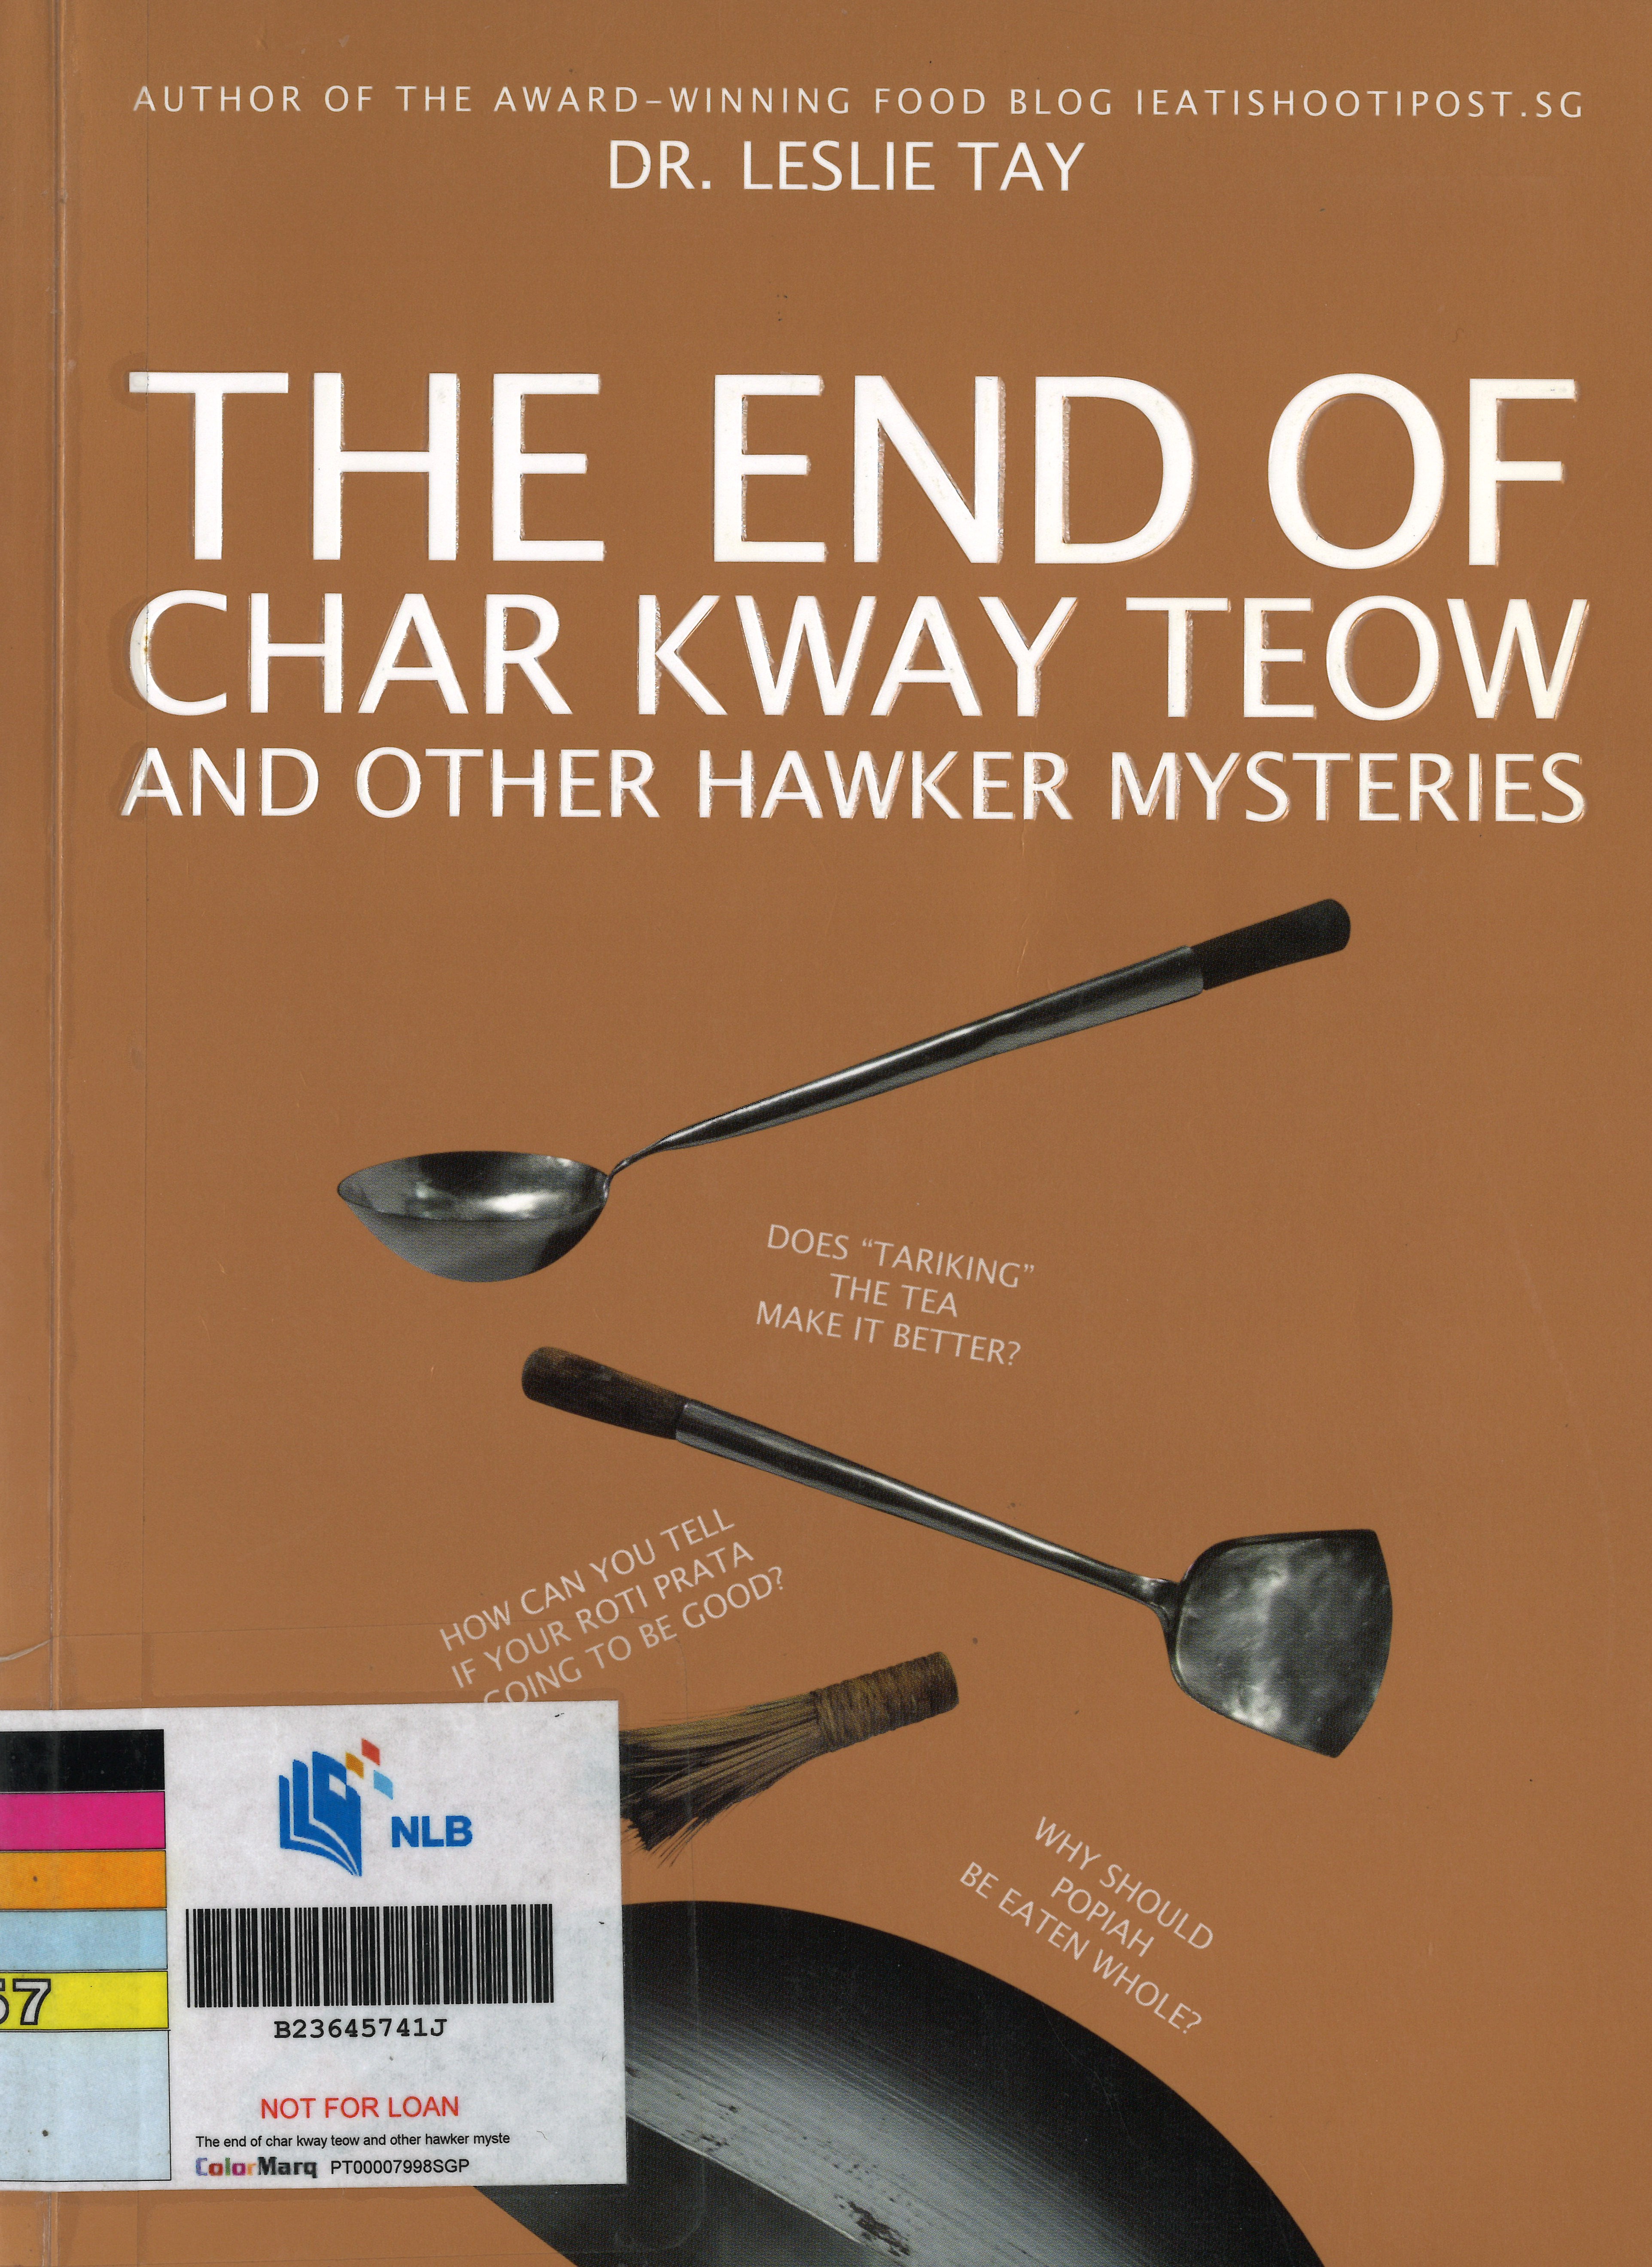 AUTHOR OF THE AWARD-WINNING FOOD BLOG IEATISHOOTIPOST.SG
DR. LESLIE TAY
THE END OF
CHAR KWAY TEOW
AND OTHER HAWKER MYSTERIES
DOES “TARIKING”
THE TEA
MAKE IT BETTER?
HOW CAN YOU TELL
IF YOUR ROTI PRATA
GOING TO BE GOOD?
WHY SHOULD
POPIAH
BE EATEN WHOLE?
NLB
57
B23645741J
NOT FOR LOAN
The end of char kway teow and other hawker myste
ColorMarq PT00007998SGP